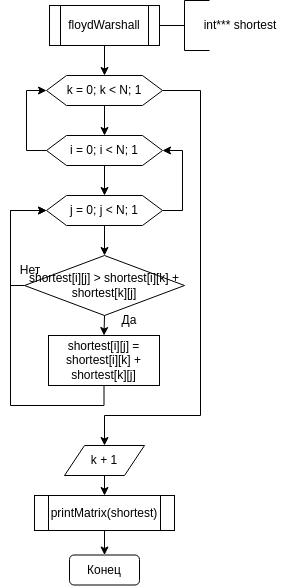 floydWarshall
int*** shortest
k = 0; k < N; 1
i = 0; i < N; 1
j = 0; j < N; 1
Нет
shortest[i][j] > shortest[i][k] +
shortest[k][j]
Да
shortest[i][j] =
shortest[i][k] +
shortest[k][j]
k + 1
printMatrix(shortest)
Конец